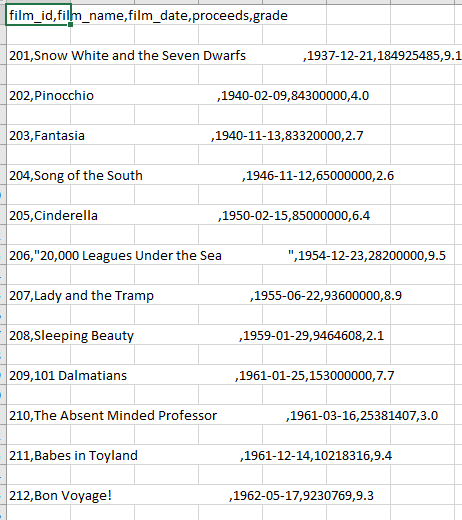 film_id,film_name,film_date,proceeds,grade
201,Snow White and the Seven Dwarfs ,1937-12-21,184925485,9.1
202,Pinocchio ,1940-02-09,84300000,4.0
203,Fantasia ,1940-11-13,83320000,2.7
204,Song of the South ,1946-11-12,65000000,2.6
205,Cinderella ,1950-02-15,85000000,6.4
206,"20,000 Leagues Under the Sea ",1954-12-23,28200000,9.5
207,Lady and the Tramp ,1955-06-22,93600000,8.9
208,Sleeping Beauty ,1959-01-29,9464608,2.1
209,101 Dalmatians ,1961-01-25,153000000,7.7
210,The Absent Minded Professor ,1961-03-16,25381407,3.0
211,Babes in Toyland ,1961-12-14,10218316,9.4
212,Bon Voyage! ,1962-05-17,9230769,9.3